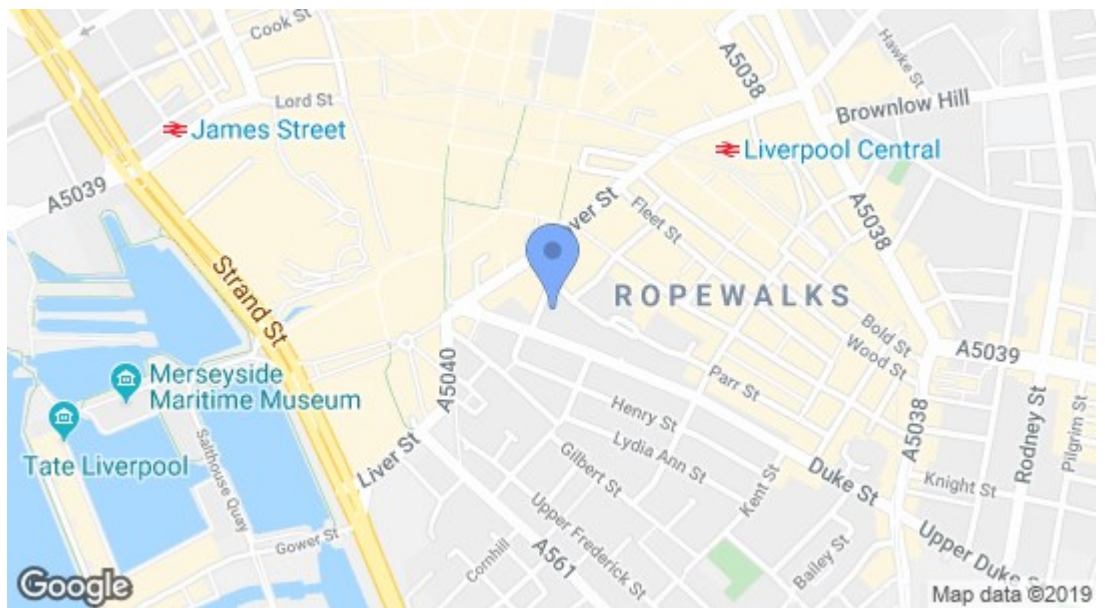 Cook St
Hawke St
A5038
Lord St
Brownlow Hill
James Street
Liverpool Central
A5039
ver St
Fleet St
A5038
Strand St
ROPEWALKS
Bold St
Wood St
A5039
Merseyside
Maritime Museum
A5040
Parr St
Henry St
Lydia Ann St
Gilbert St
A5038
Rodney St
Pilgrim St
Tate Liverpool
Salthouse Quay
Liver St
Kent St
Duke St
Knight St
Gower St
Upper Frederick St
Cornhill
A561
Bailey St
Upper Duke S
Google
Map data ©2019